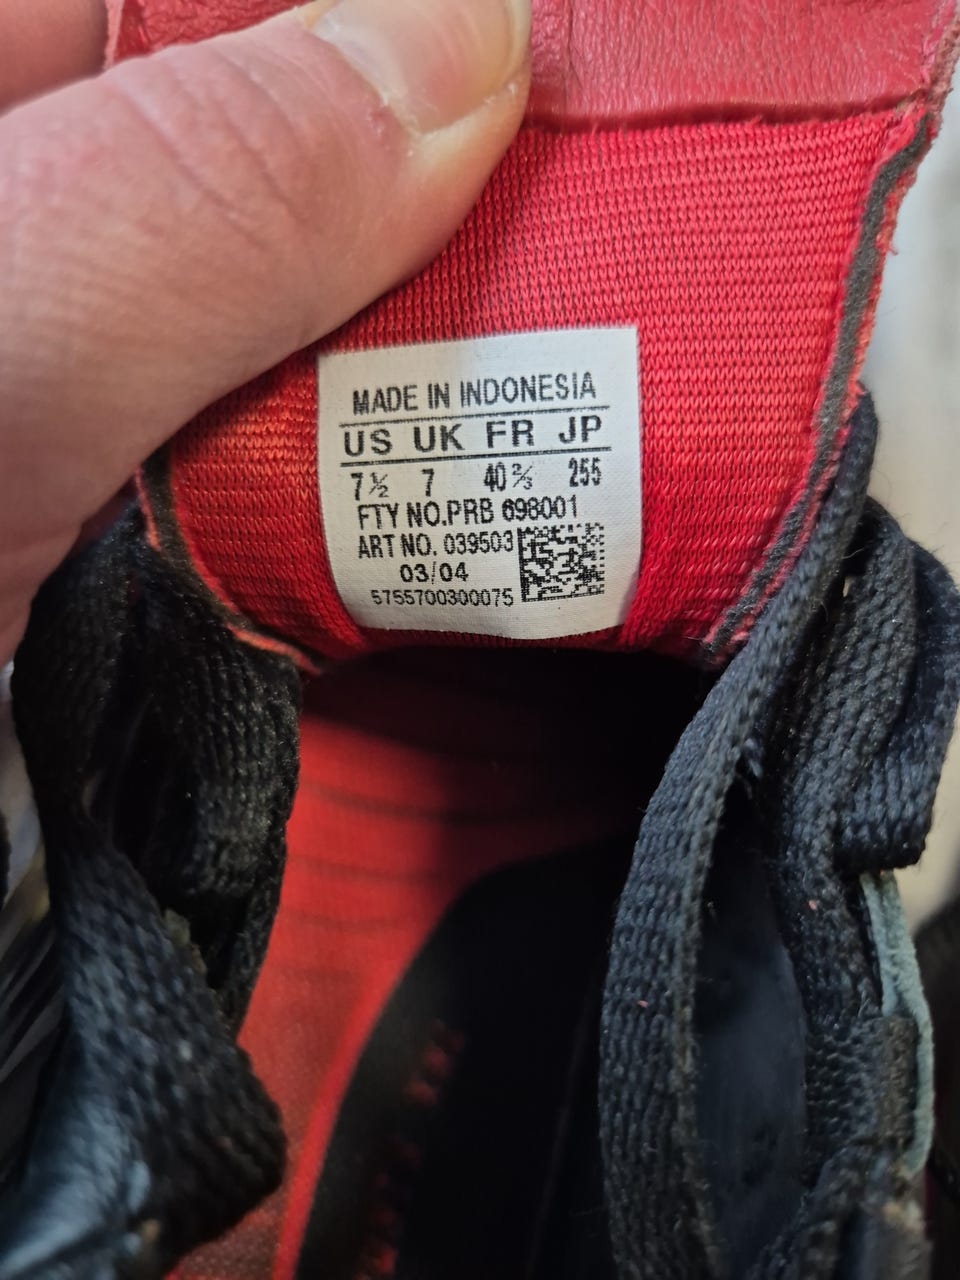 MADE IN INDONESIA
US UK FR JP
7½ 7 40⅔ 255
FTY NO.PRB 698001
ART NO. 039503
03/04
5755700300075